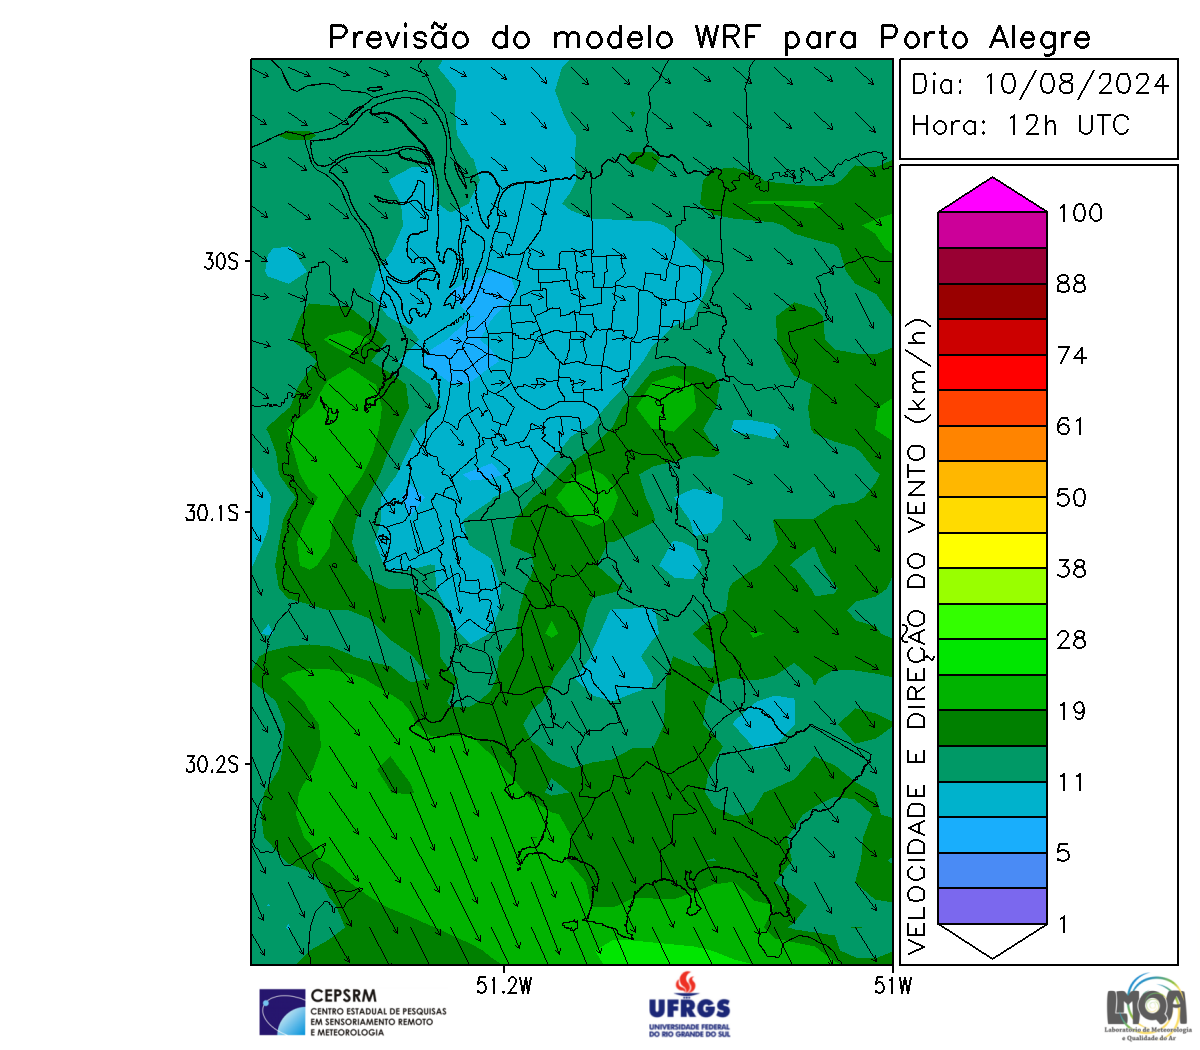 Previsão do modelo WRF para Porto Alegre
Dia: 10/08/2024
Hora: 12h UTC
100
88
74
61
50
38
28
19
11
5
1
VELOCIDADE E DIREÇÃO DO VENTO (km/h)
30S
30.1S
30.2S
51.2W
51W
CEPSRM
CENTRO ESTADUAL DE PESQUISAS
EM SENSORIAMENTO REMOTO
E METEOROLOGIA
UFRGS
UNIVERSIDADE FEDERAL
DO RIO GRANDE DO SUL
LMQA
Laboratório de Meteorologia
e Qualidade do Ar